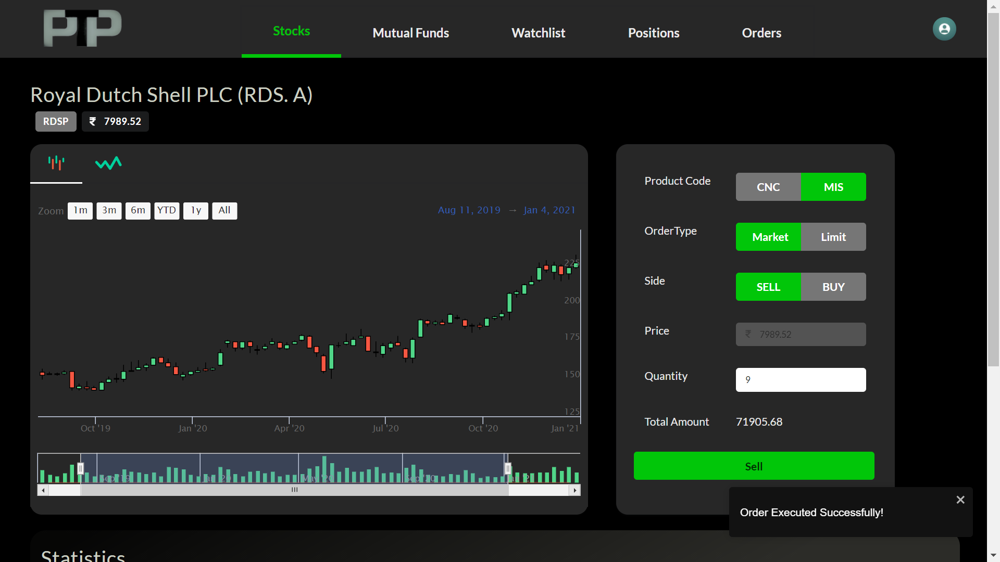 PTP
Stocks
Mutual Funds
Watchlist
Positions
Orders
Royal Dutch Shell PLC (RDS. A)
RDSP
₹ 7989.52
Zoom 1m 3m 6m YTD 1y All
Aug 11, 2019 → Jan 4, 2021
225
200
175
150
125
Oct '19 Jan '20 Apr '20 Jul '20 Oct '20 Jan '21
Sep '19 Jan '20 May '20 Sep '20 Jan '21
Product Code CNC MIS
OrderType Market Limit
Side SELL BUY
Price ₹ 7989.52
Quantity 9
Total Amount 71905.68
Sell
Order Executed Successfully!
Statistics